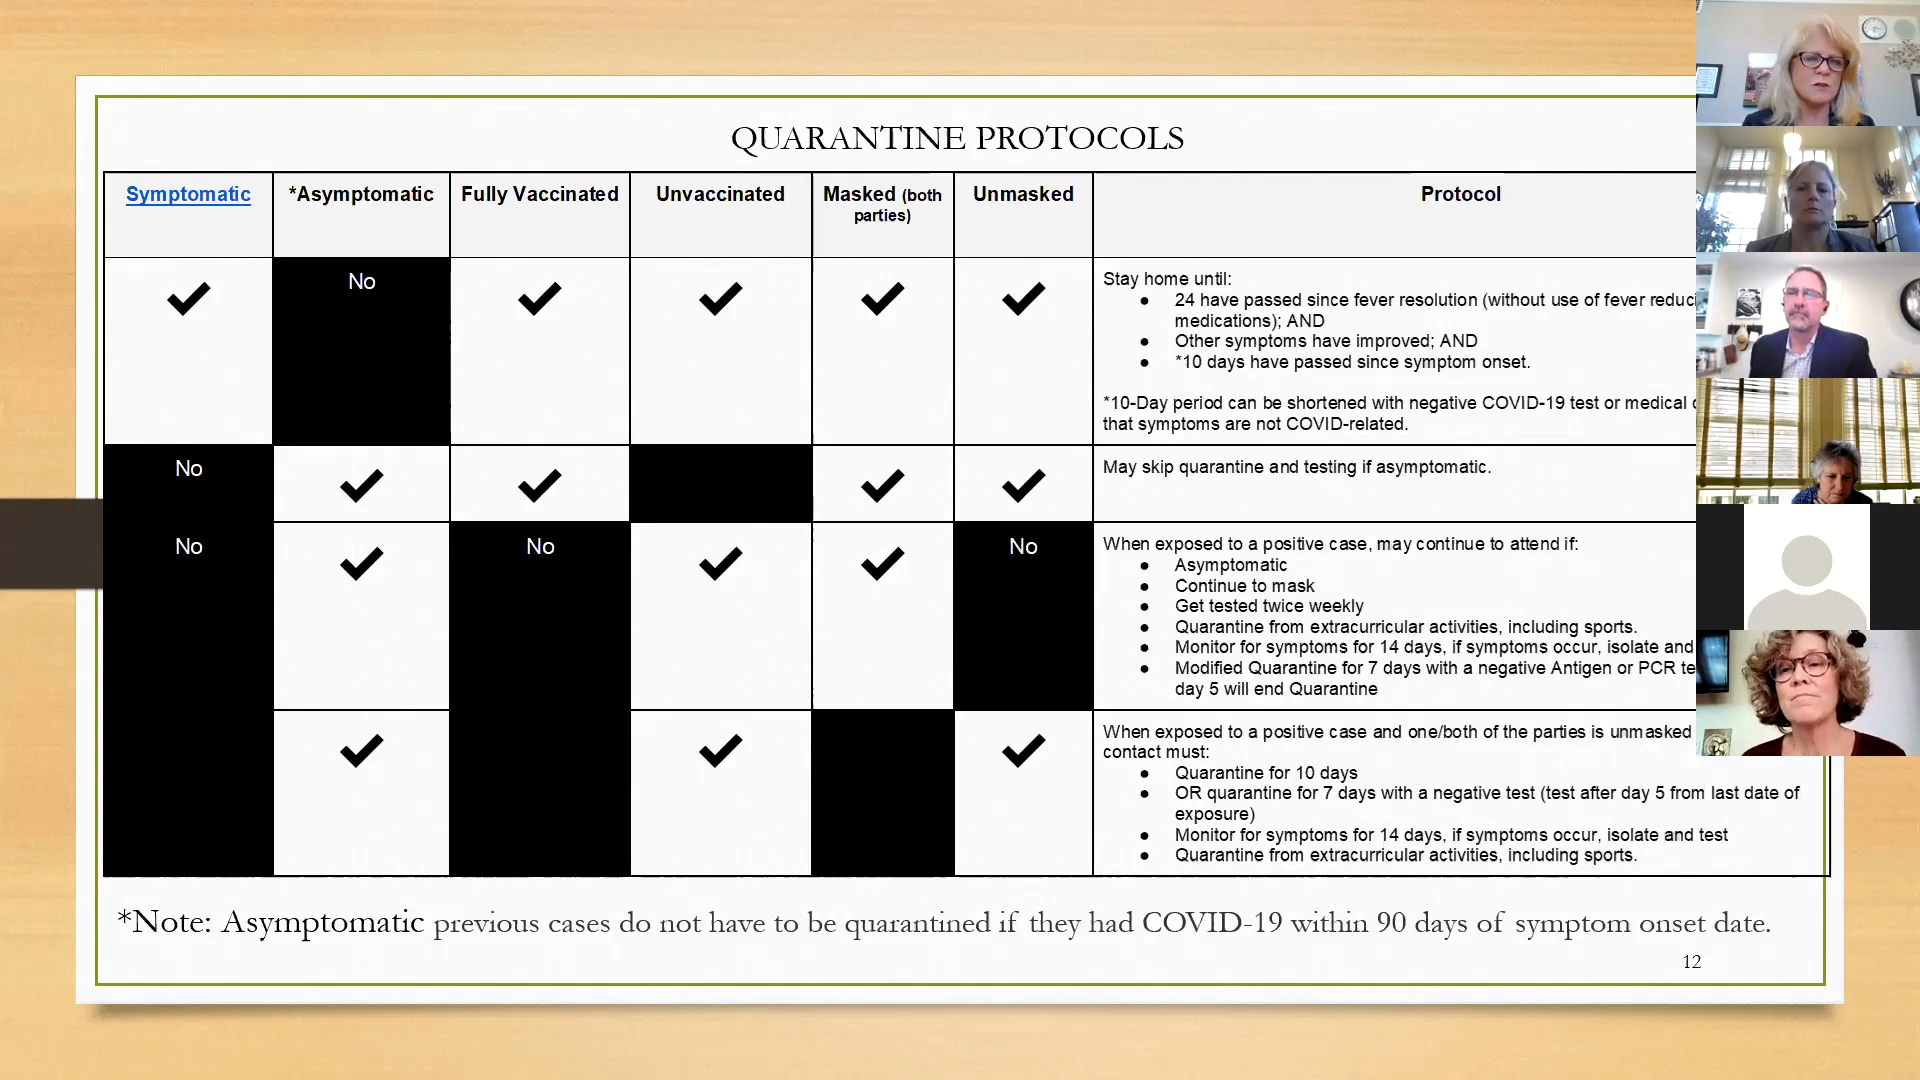 QUARANTINE PROTOCOLS
Symptomatic
*Asymptomatic
Fully Vaccinated
Unvaccinated
Masked (both
parties)
Unmasked
Protocol
No
Stay home until:
24 have passed since fever resolution (without use of fever
medications); AND
Other symptoms have improved; AND
*10 days have passed since symptom onset.
*10-Day period can be shortened with negative COVID-19 test or medical
that symptoms are not COVID-related.
No
May skip quarantine and testing if asymptomatic.
No
No
No
When exposed to a positive case, may continue to attend if:
Asymptomatic
Continue to mask
Get tested twice weekly
Quarantine from extracurricular activities, including sports.
Monitor for symptoms for 14 days, if symptoms occur, isolate and
Modified Quarantine for 7 days with a negative Antigen or PCR
day 5 will end Quarantine
When exposed to a positive case and one/both of the parties is unmasked
contact must:
Quarantine for 10 days
OR quarantine for 7 days with a negative test (test after day 5 from last date of
exposure)
Monitor for symptoms for 14 days, if symptoms occur, isolate and test
Quarantine from extracurricular activities, including sports.
*Note: Asymptomatic previous cases do not have to be quarantined if they had COVID-19 within 90 days of symptom onset date.
12